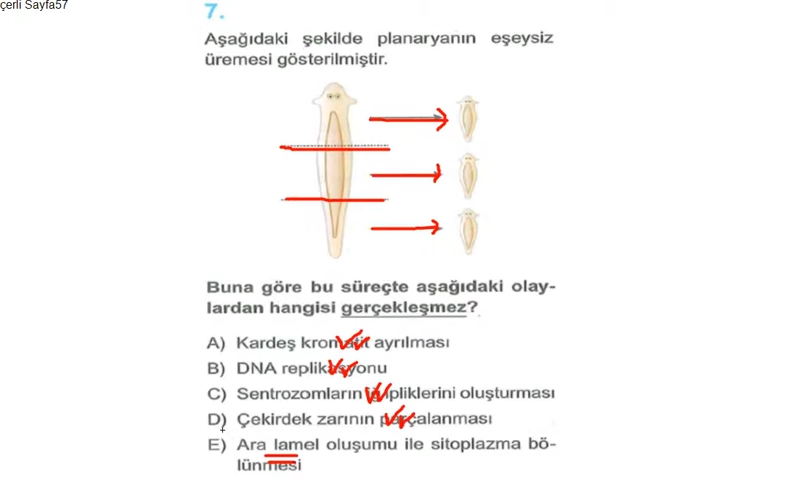 çerli Sayfa57
7.
Aşağıdaki şekilde planaryanın eşeysiz
üremesi gösterilmiştir.
Buna göre bu süreçte aşağıdaki olay-
lardan hangisi gerçekleşmez?
A) Kardeş kromatit ayrılması
B) DNA replikasyonu
C) Sentrozomların iğ ipliklerini oluşturması
D) Çekirdek zarının parçalanması
E) Ara lamel oluşumu ile sitoplazma bö-
lünmesi